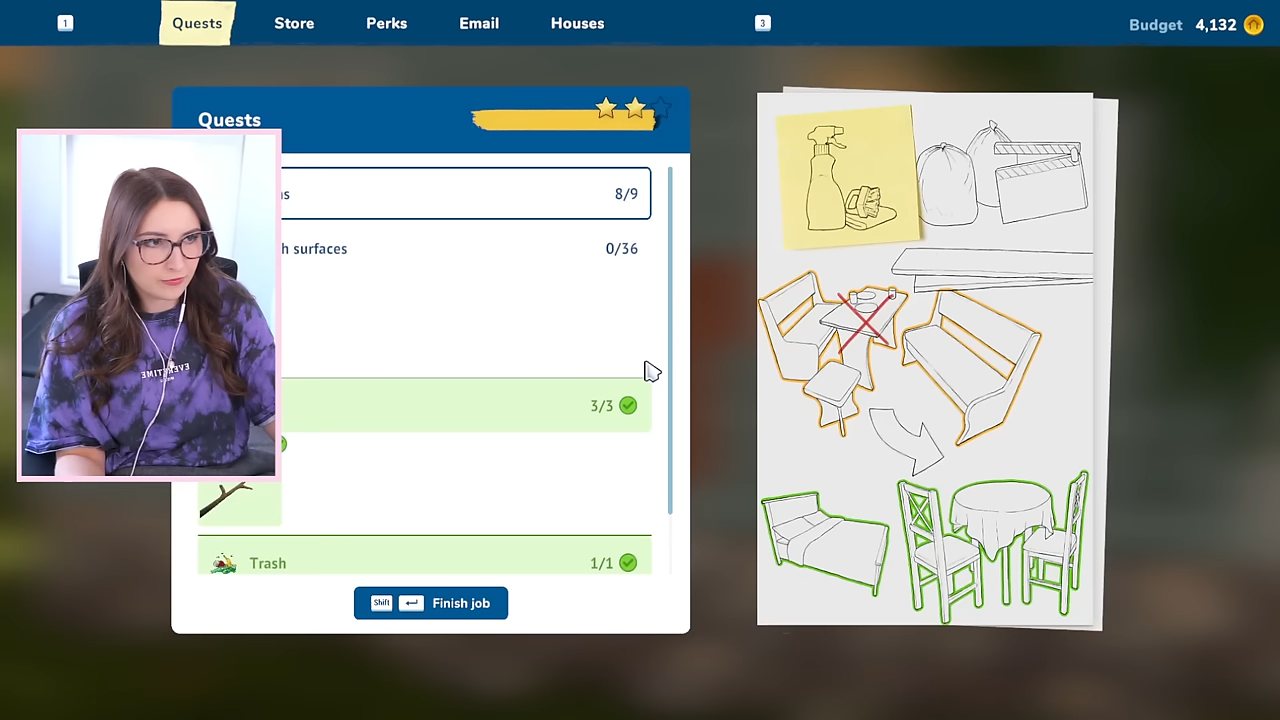 1
Quests
Store
Perks
Email
Houses
3
Budget 4,132
Quests
8/9
h surfaces 0/36
3/3
Trash 1/1
Shift Finish job